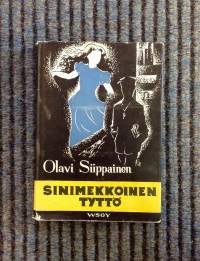 Olavi Siippainen
SINIMEKKOINEN
TYTTÖ
WSOY